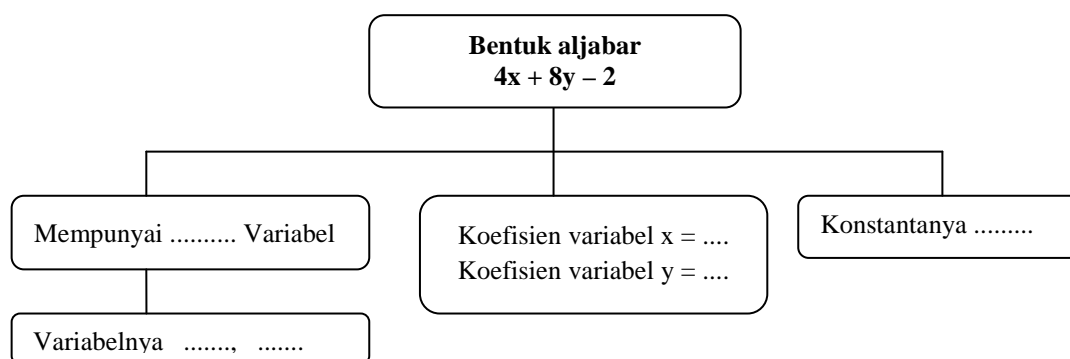 Bentuk aljabar
4x + 8y – 2
Mempunyai .......... Variabel
Koefisien variabel x = ....
Koefisien variabel y = ....
Konstantanya .........
Variabelnya ......., .......